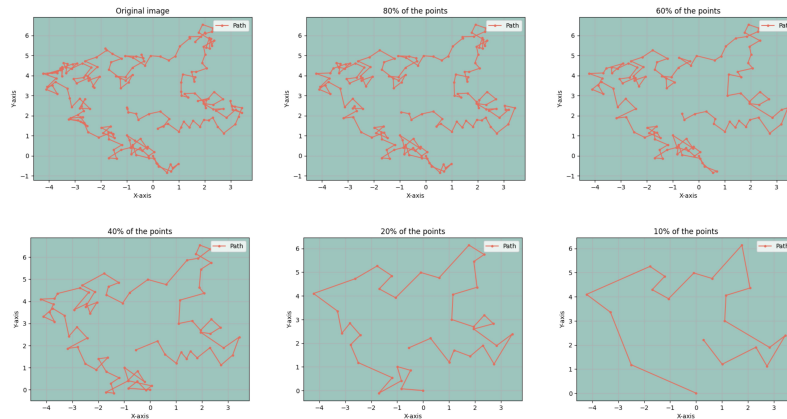 Original image
80% of the points
60% of the points
Path
Path
Path
Y-axis
6
5
4
3
2
1
0
−1
−4 −3 −2 −1 0 1 2 3
X-axis
Y-axis
6
5
4
3
2
1
0
−1
−4 −3 −2 −1 0 1 2 3
X-axis
Y-axis
6
5
4
3
2
1
0
−1
−4 −3 −2 −1 0 1 2 3
X-axis
40% of the points
20% of the points
10% of the points
Path
Path
Path
Y-axis
6
5
4
3
2
1
0
−4 −3 −2 −1 0 1 2 3
X-axis
Y-axis
6
5
4
3
2
1
0
−4 −3 −2 −1 0 1 2 3
X-axis
Y-axis
6
5
4
3
2
1
0
−4 −3 −2 −1 0 1 2 3
X-axis